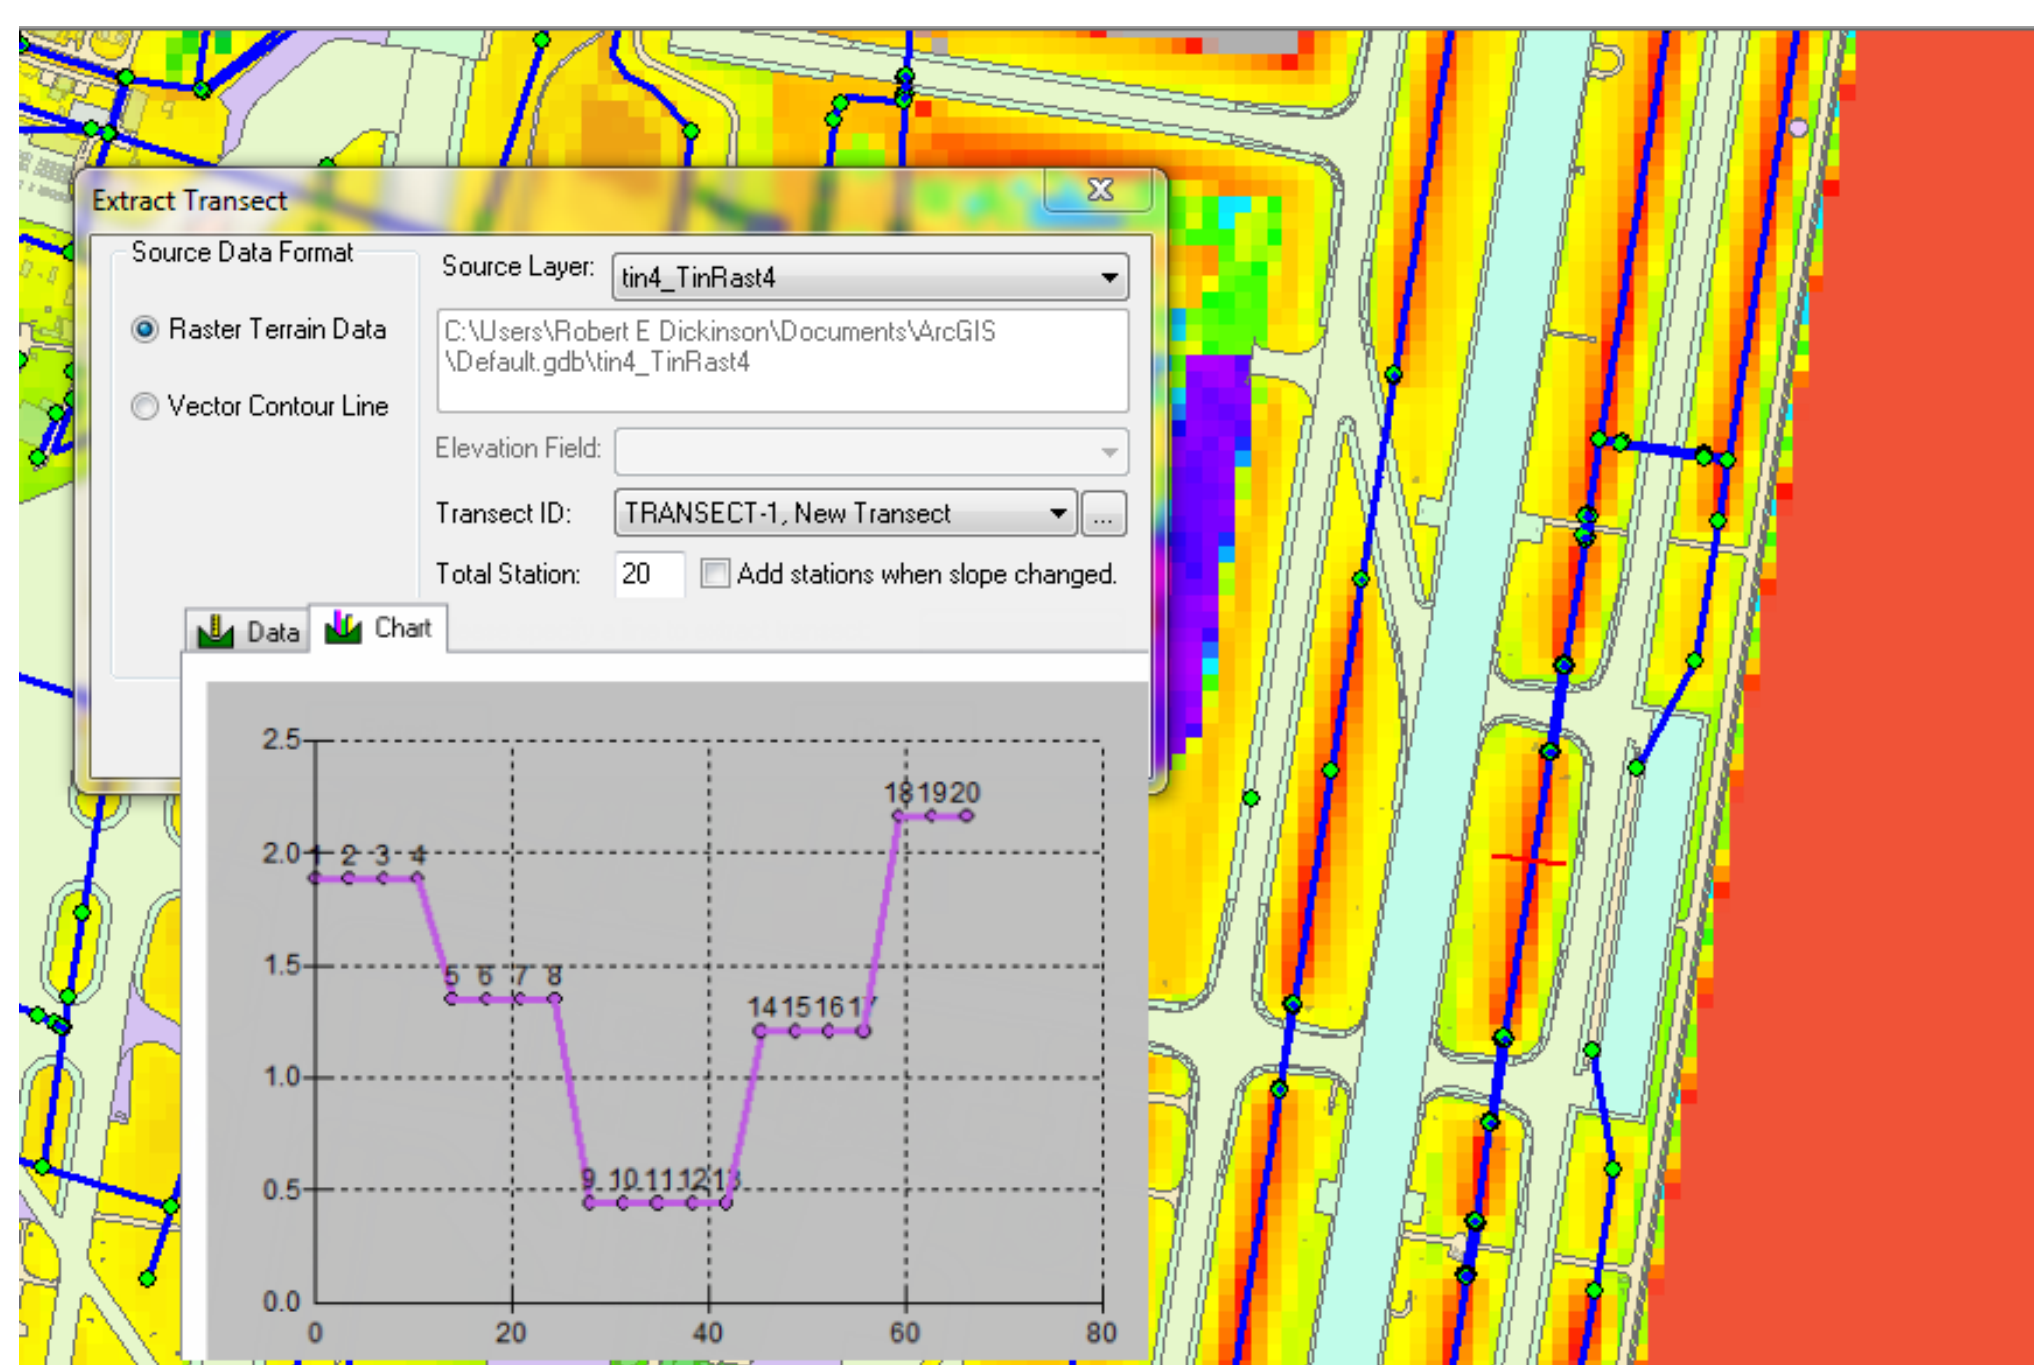 Extract Transect
Source Data Format
Raster Terrain Data
Vector Contour Line
Source Layer:
tin4_TinRast4
C:\Users\Robert E Dickinson\Documents\ArcGIS
\Default.gdb\tin4_TinRast4
Elevation Field:
Transect ID:
TRANSECT-1, New Transect
...
Total Station:
20
Add stations when slope changed.
Data
Chart
2.5
2.0
1.5
1.0
0.5
0.0
0 20 40 60 80
1 2 3 4
5 6 7 8
9 10 11 12 13
14 15 16 17
18 19 20